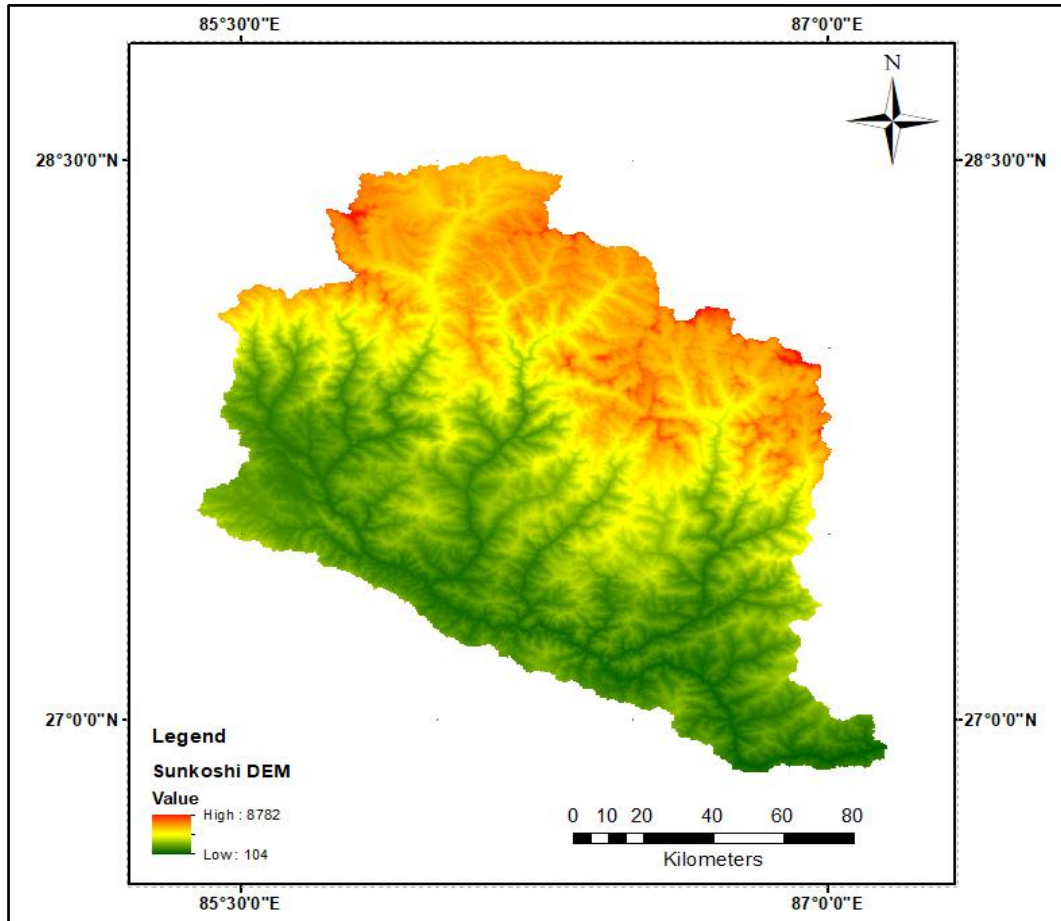 85°30'0"E 87°0'0"E
N
28°30'0"N 28°30'0"N
27°0'0"N 27°0'0"N
Legend
Sunkoshi DEM
Value
High : 8782
Low : 104
0 10 20 40 60 80
Kilometers
85°30'0"E 87°0'0"E